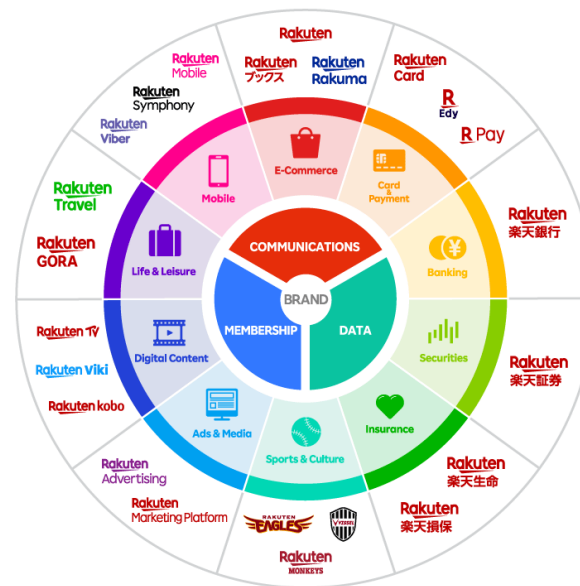 Rakuten
Rakuten
ブックス
Rakuten
Rakuma
Rakuten
Card
R
Edy
R Pay
Rakuten
Mobile
Rakuten
Symphony
Rakuten
Viber
E-Commerce
Card
&
Payment
Mobile
Rakuten
Travel
Rakuten
GORA
Life & Leisure
COMMUNICATIONS
BRAND
MEMBERSHIP
DATA
Banking
Rakuten
楽天銀行
Rakuten TV
Rakuten Viki
Rakuten kobo
Digital Content
Securities
Rakuten
楽天証券
Ads & Media
Sports & Culture
Insurance
Rakuten
Advertising
Rakuten
Marketing Platform
RAKUTEN
EAGLES
VISSEL
Rakuten
MONKEYS
Rakuten
楽天生命
Rakuten
楽天損保